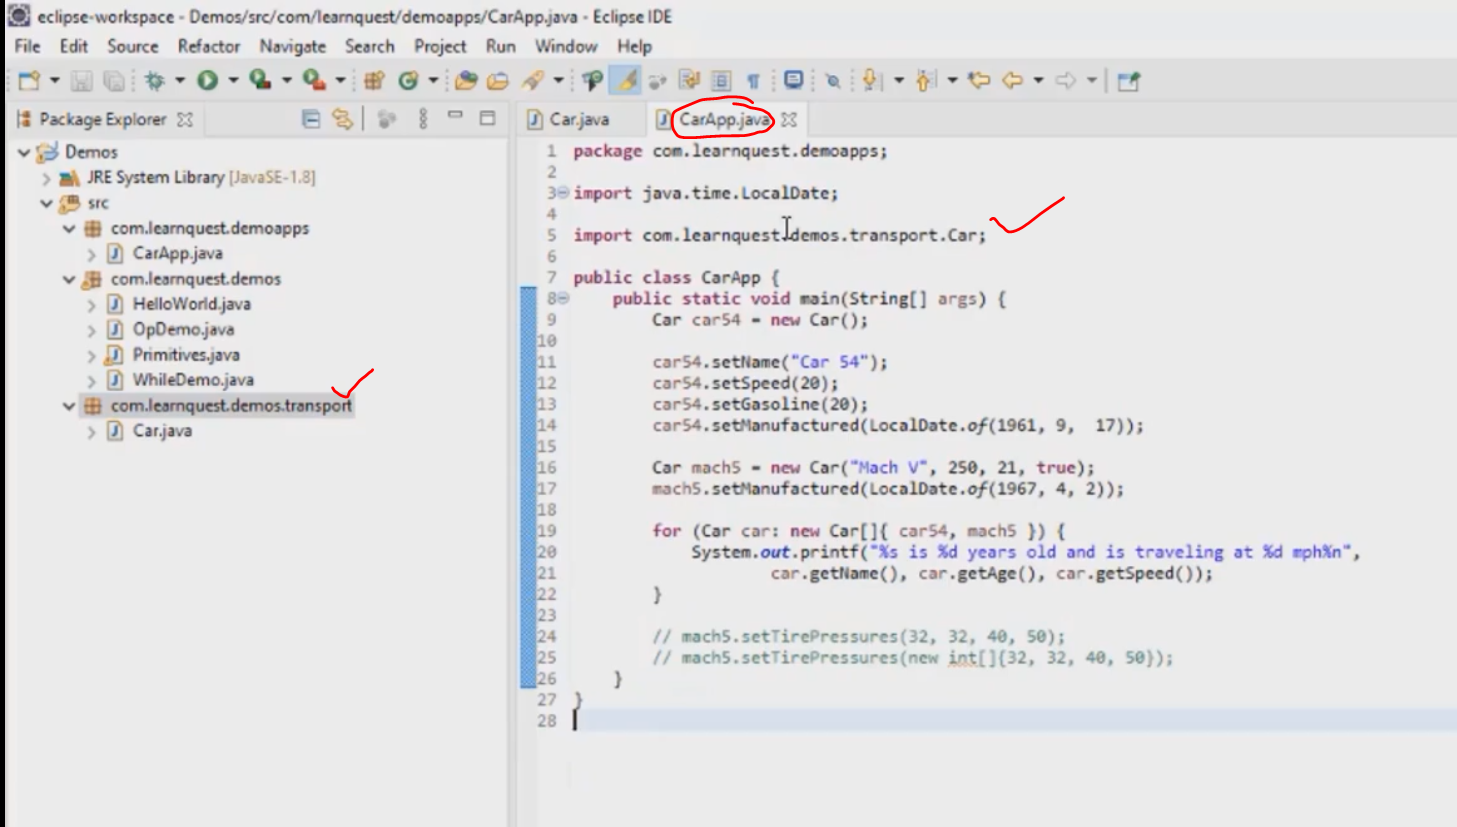 eclipse-workspace - Demos/src/com/learnquest/demoapps/CarApp.java - Eclipse IDE
File Edit Source Refactor Navigate Search Project Run Window Help
Package Explorer
Demos
JRE System Library [JavaSE-1.8]
src
com.learnquest.demoapps
CarApp.java
com.learnquest.demos
HelloWorld.java
OpDemo.java
Primitives.java
WhileDemo.java
com.learnquest.demos.transport
Car.java
Car.java CarApp.java
1 package com.learnquest.demoapps;
2
3 import java.time.LocalDate;
4
5 import com.learnquest.demos.transport.Car;
6
7 public class CarApp {
8 public static void main(String[] args) {
9 Car car54 = new Car();
10
11 car54.setName("Car 54");
12 car54.setSpeed(20);
13 car54.setGasoline(20);
14 car54.setManufactured(LocalDate.of(1961, 9, 17));
15
16 Car mach5 = new Car("Mach V", 250, 21, true);
17 mach5.setManufactured(LocalDate.of(1967, 4, 2));
18
19 for (Car car: new Car[]{ car54, mach5 }) {
20 System.out.printf("%s is %d years old and is traveling at %d mph%n",
21 car.getName(), car.getAge(), car.getSpeed());
22 }
23
24 // mach5.setTirePressures(32, 32, 40, 50);
25 // mach5.setTirePressures(new int[]{32, 32, 40, 50});
26 }
27 }
28